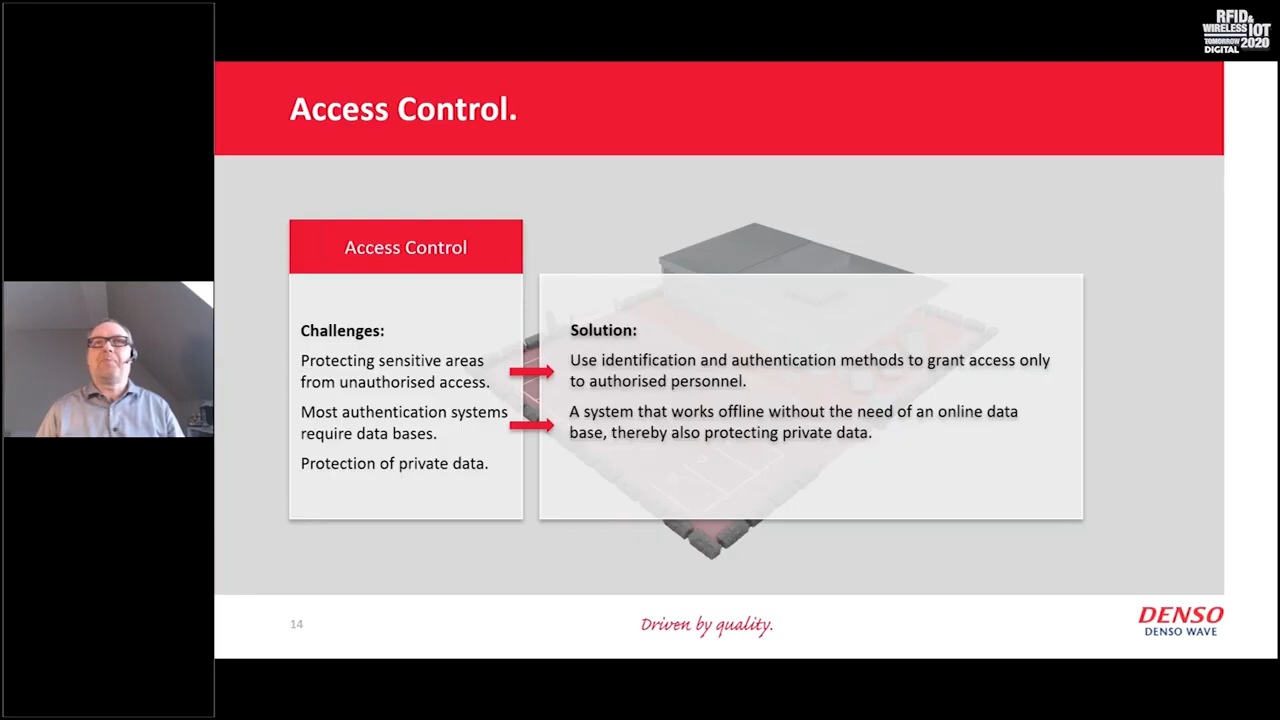 RFID&
WIRELESS IOT
TOMORROW 2020
DIGITAL
Access Control.
Access Control
Challenges:
Protecting sensitive areas
from unauthorised access.
Most authentication systems
require data bases.
Protection of private data.
Solution:
Use identification and authentication methods to grant access only
to authorised personnel.
A system that works offline without the need of an online data
base, thereby also protecting private data.
14
Driven by quality.
DENSO
DENSO WAVE